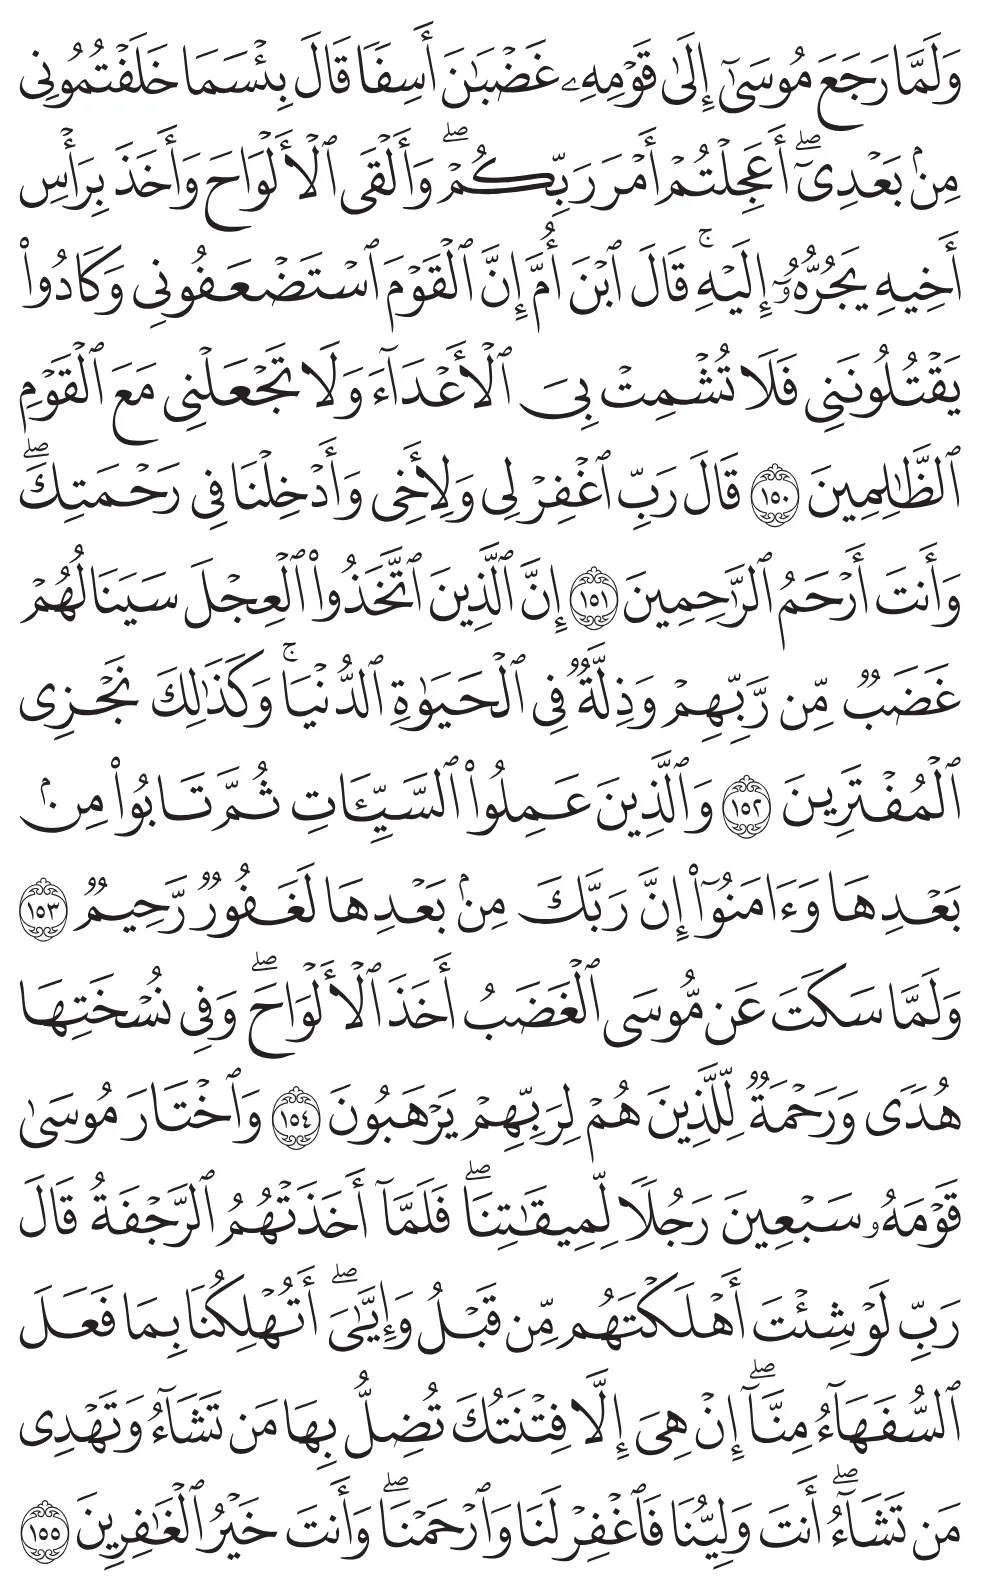 وَلَمَّا رَجَعَ مُوسَىٰٓ إِلَىٰ قَوْمِهِۦ غَضْبَـٰنَ أَسِفًا قَالَ بِئْسَمَا خَلَفْتُمُونِى
مِنۢ بَعْدِىٓ ۖ أَعَجِلْتُمْ أَمْرَ رَبِّكُمْ ۖ وَأَلْقَى ٱلْأَلْوَاحَ وَأَخَذَ بِرَأْسِ
أَخِيهِ يَجُرُّهُۥٓ إِلَيْهِ ۚ قَالَ ٱبْنَ أُمَّ إِنَّ ٱلْقَوْمَ ٱسْتَضْعَفُونِى وَكَادُوا۟
يَقْتُلُونَنِى فَلَا تُشْمِتْ بِىَ ٱلْأَعْدَآءَ وَلَا تَجْعَلْنِى مَعَ ٱلْقَوْمِ
ٱلظَّـٰلِمِينَ ١٥٠ قَالَ رَبِّ ٱغْفِرْ لِى وَلِأَخِى وَأَدْخِلْنَا فِى رَحْمَتِكَ ۖ
وَأَنتَ أَرْحَمُ ٱلرَّٰحِمِينَ ١٥١ إِنَّ ٱلَّذِينَ ٱتَّخَذُوا۟ ٱلْعِجْلَ سَيَنَالُهُمْ
غَضَبٌ مِّن رَّبِّهِمْ وَذِلَّةٌ فِى ٱلْحَيَوٰةِ ٱلدُّنْيَا ۚ وَكَذَٰلِكَ نَجْزِى
ٱلْمُفْتَرِينَ ١٥٢ وَٱلَّذِينَ عَمِلُوا۟ ٱلسَّيِّـَٔاتِ ثُمَّ تَابُوا۟ مِنۢ
بَعْدِهَا وَءَامَنُوٓا۟ إِنَّ رَبَّكَ مِنۢ بَعْدِهَا لَغَفُورٌ رَّحِيمٌ ١٥٣
وَلَمَّا سَكَتَ عَن مُّوسَى ٱلْغَضَبُ أَخَذَ ٱلْأَلْوَاحَ ۖ وَفِى نُسْخَتِهَا
هُدًى وَرَحْمَةٌ لِّلَّذِينَ هُمْ لِرَبِّهِمْ يَرْهَبُونَ ١٥٤ وَٱخْتَارَ مُوسَىٰ
قَوْمَهُۥ سَبْعِينَ رَجُلًا لِّمِيقَـٰتِنَا ۖ فَلَمَّآ أَخَذَتْهُمُ ٱلرَّجْفَةُ قَالَ
رَبِّ لَوْ شِئْتَ أَهْلَكْتَهُم مِّن قَبْلُ وَإِيَّـٰىَ ۖ أَتُهْلِكُنَا بِمَا فَعَلَ
ٱلسُّفَهَآءُ مِنَّآ ۖ إِنْ هِىَ إِلَّا فِتْنَتُكَ تُضِلُّ بِهَا مَن تَشَآءُ وَتَهْدِى
مَن تَشَآءُ ۖ أَنتَ وَلِيُّنَا فَٱغْفِرْ لَنَا وَٱرْحَمْنَا ۖ وَأَنتَ خَيْرُ ٱلْغَـٰفِرِينَ ١٥٥